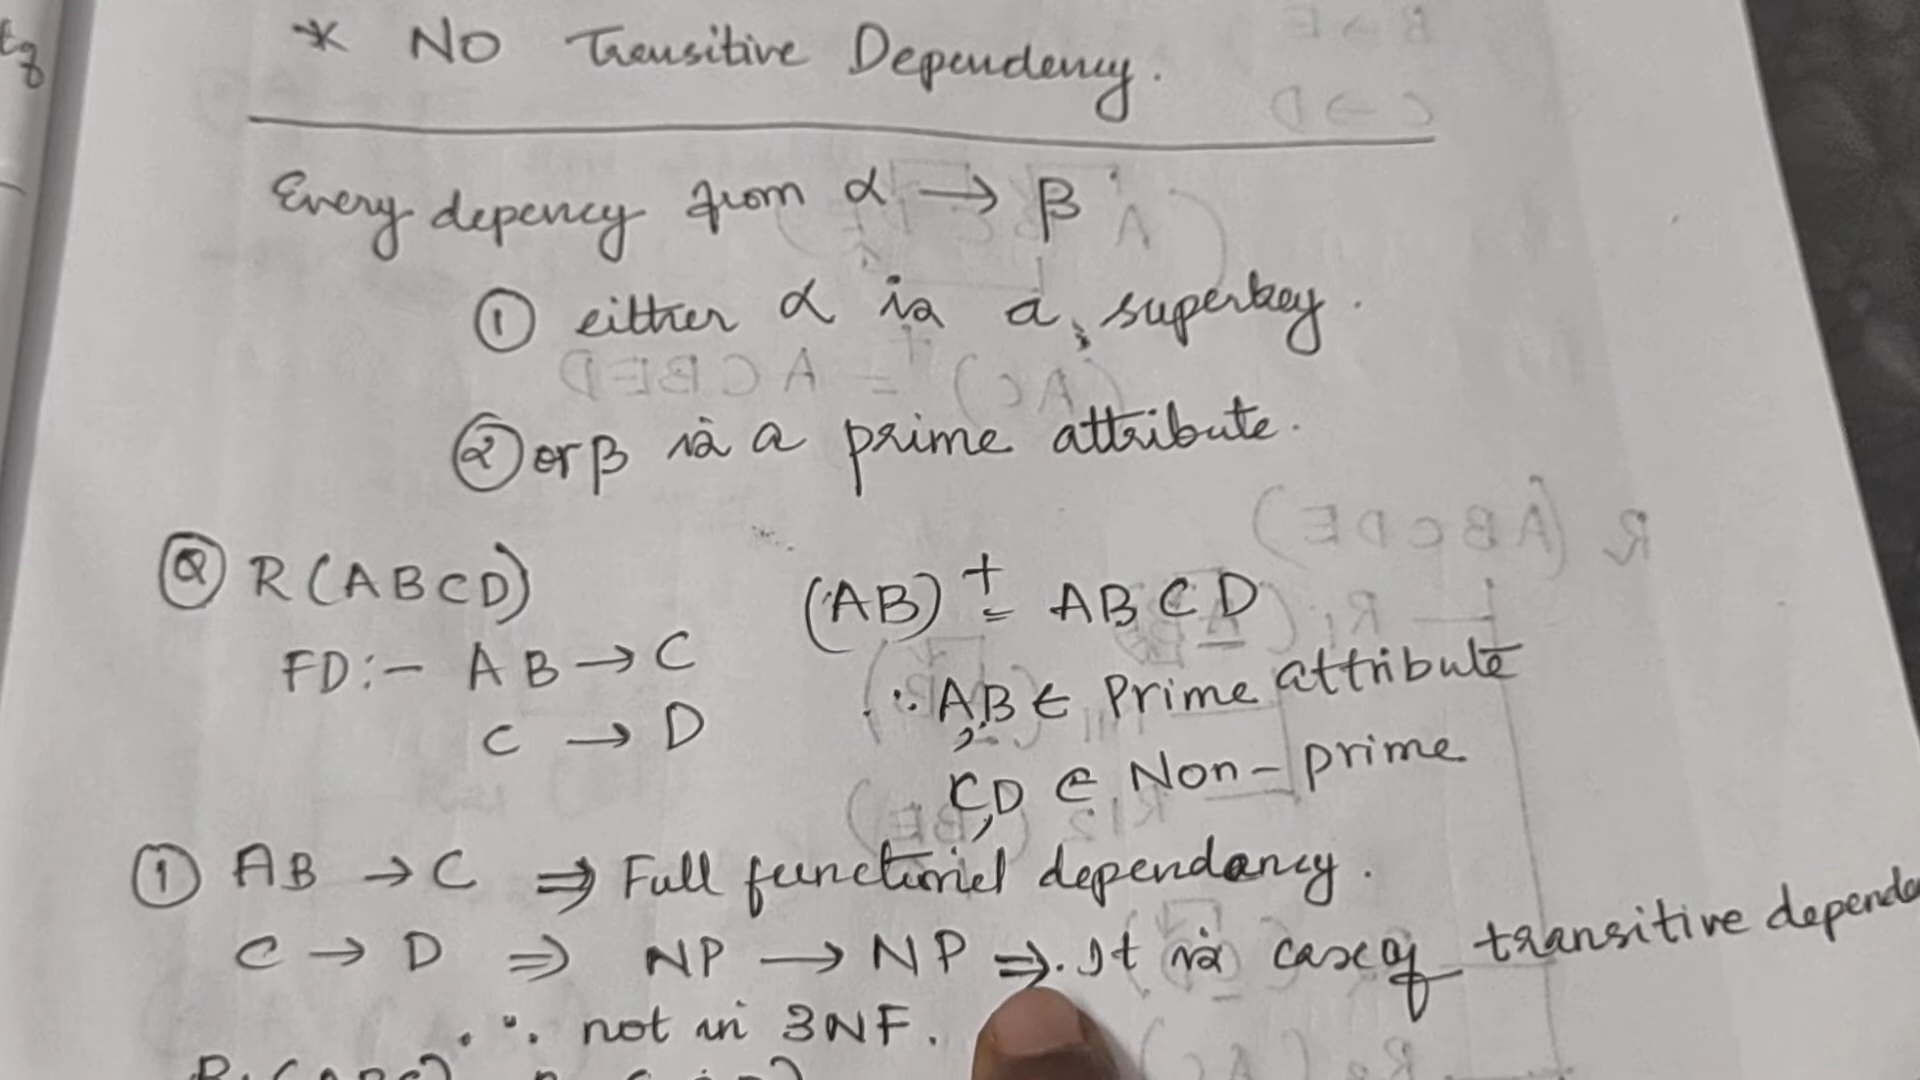 * NO Transitive Dependency.
Every depency from α → β
① either α is a superkey.
② or β is a prime attribute.
Ⓠ R(ABCD)
(AB)⁺ = ABCD
FD:- AB → C
∴ A,B ∈ Prime attribute
C → D
C,D ∈ Non-prime
① AB → C ⇒ Full functional dependancy.
C → D ⇒ NP → NP ⇒ It is case of transitive depende
∴ not in 3NF.